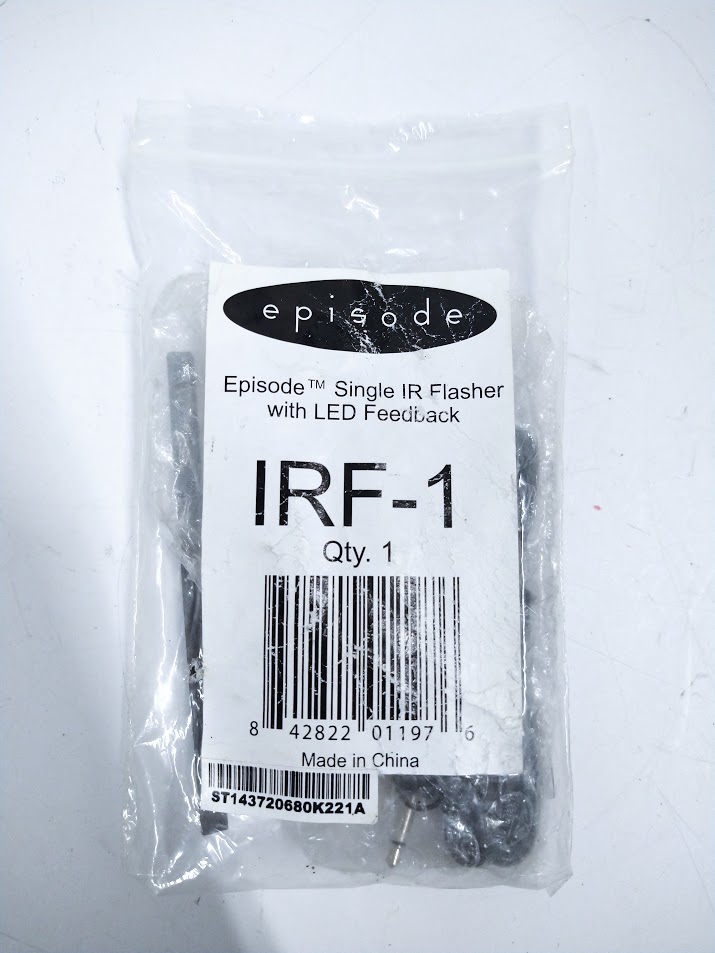 episode
Episode™ Single IR Flasher
with LED Feedback
IRF-1
Qty. 1
8 42822 01197 6
Made in China
ST143720680K221A